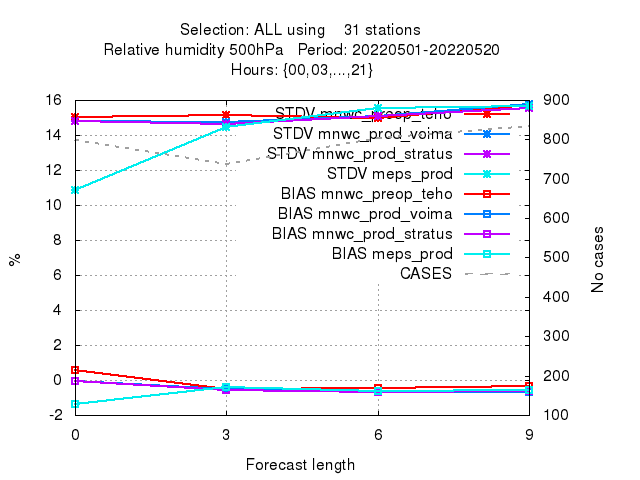 Selection: ALL using 31 stations
Relative humidity 500hPa Period: 20220501-20220520
Hours: {00,03,...,21}
STDV mnwc_preop_teho
STDV mnwc_prod_voima
STDV mnwc_prod_stratus
STDV meps_prod
BIAS mnwc_preop_teho
BIAS mnwc_prod_voima
BIAS mnwc_prod_stratus
BIAS meps_prod
CASES
16
14
12
10
8
6
4
2
0
-2
%
900
800
700
600
500
400
300
200
100
No cases
0 3 6 9
Forecast length